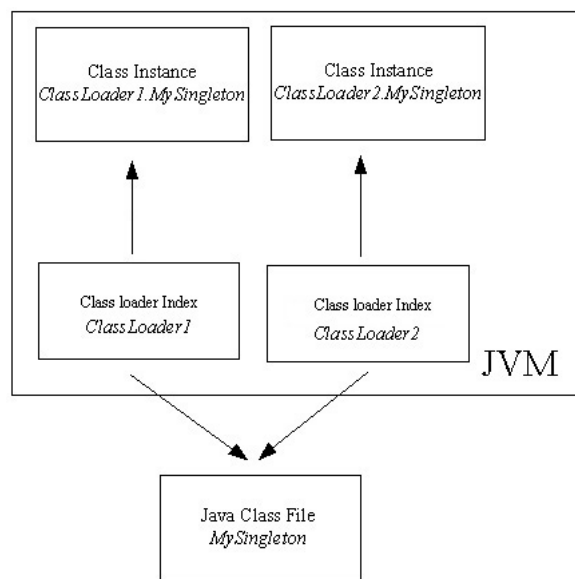 Class Instance
ClassLoader1.MySingleton
Class Instance
ClassLoader2.MySingleton
Class loader Index
ClassLoader1
Class loader Index
ClassLoader2
JVM
Java Class File
MySingleton